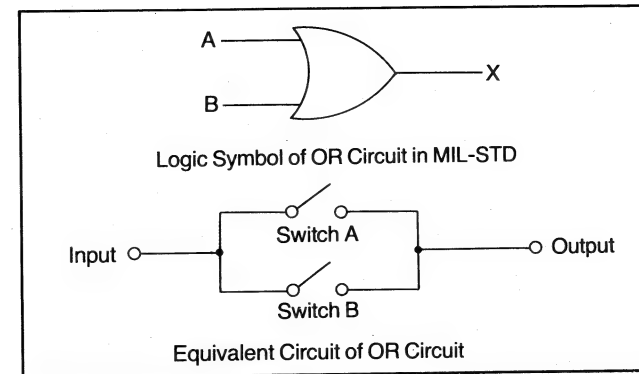 A
X
B
Logic Symbol of OR Circuit in MIL-STD
Switch A
Input
Output
Switch B
Equivalent Circuit of OR Circuit